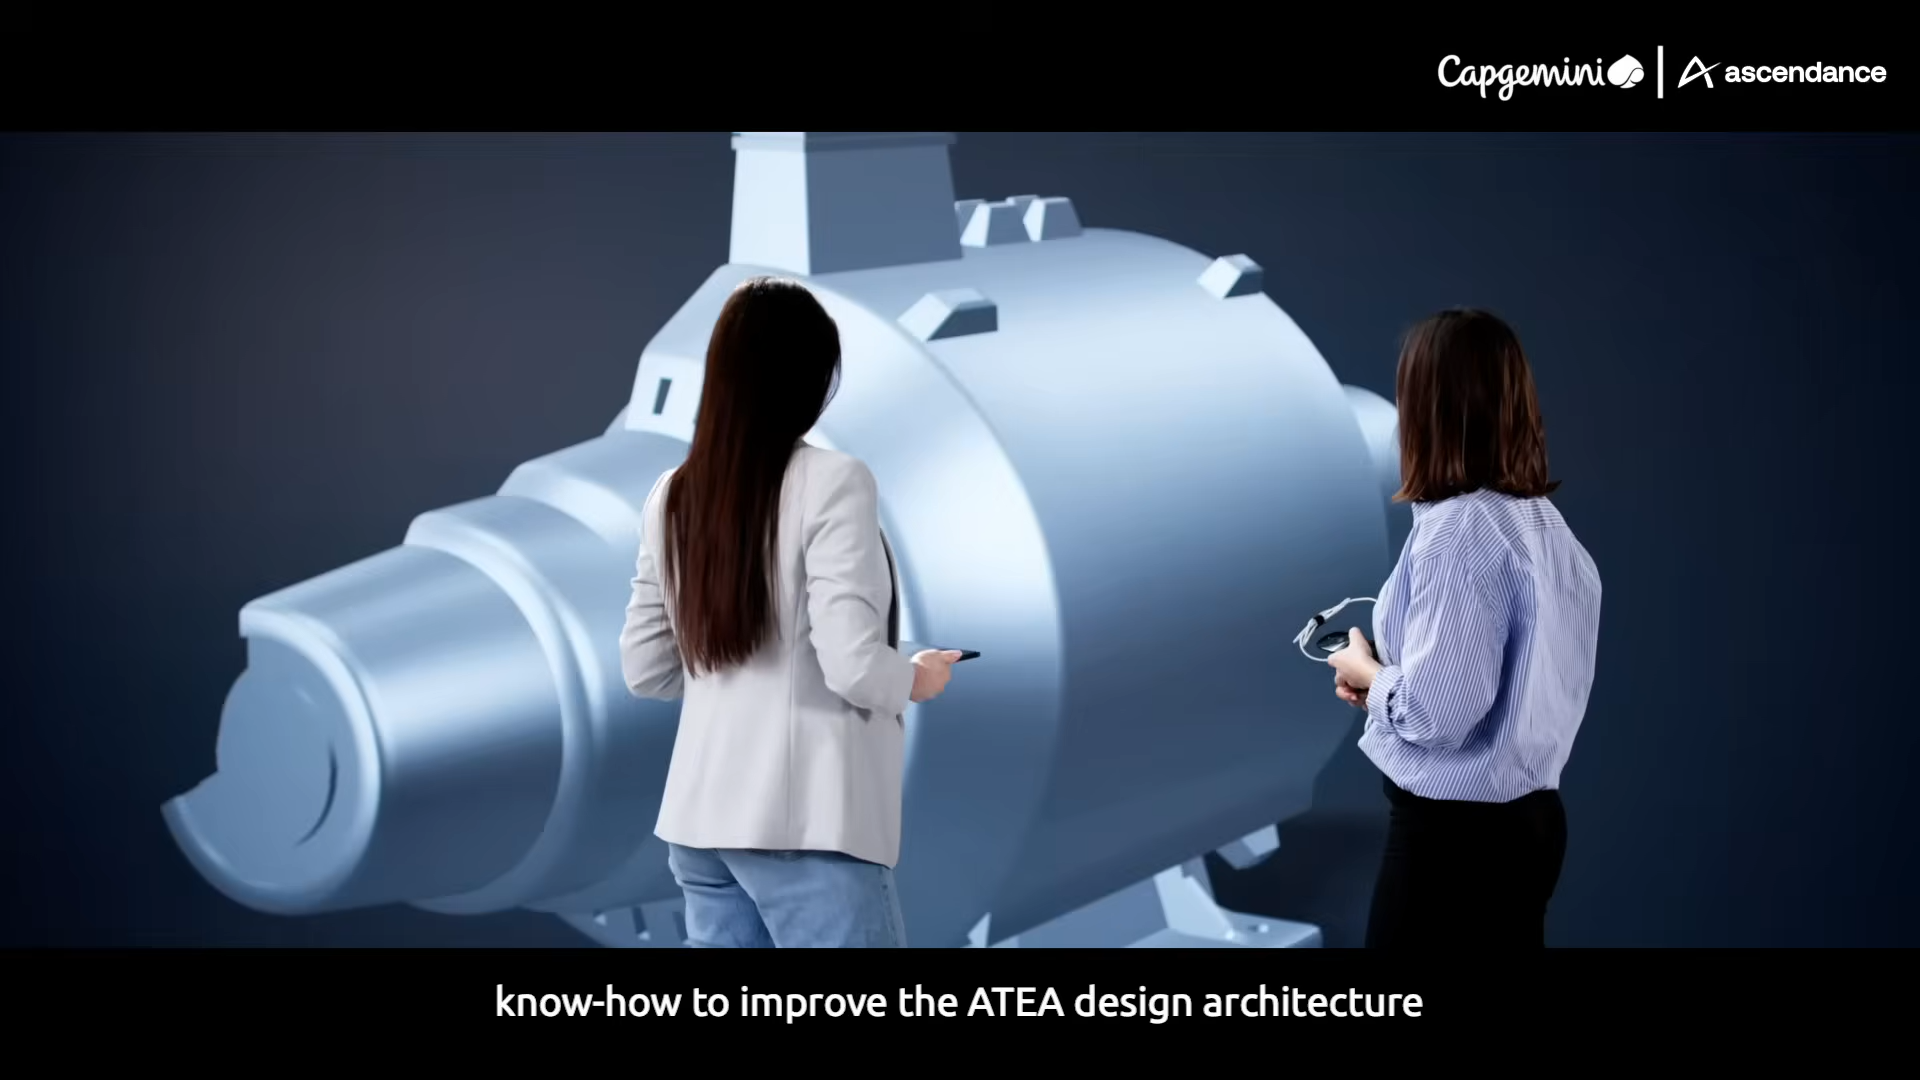 Capgemini
ascendance
know-how to improve the ATEA design architecture